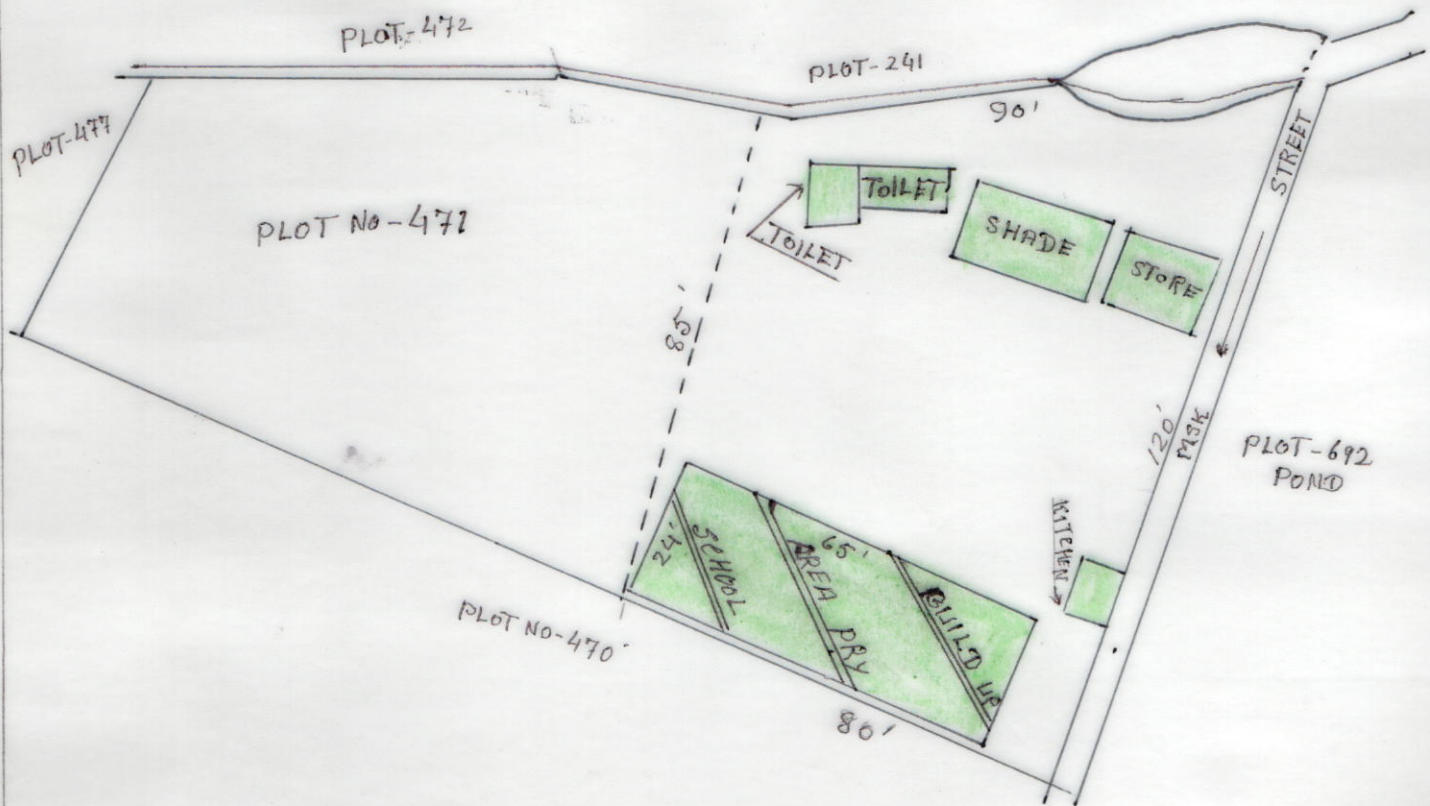 PLOT-472
PLOT-241
90'
PLOT-477
STREET
TOILET
PLOT NO-471
SHADE
TOILET
STORE
85'
120'
MSK
PLOT-692
POND
KITCHEN
24'
SCHOOL
AREA PRY
65'
BUILD UP
PLOT NO-470
80'